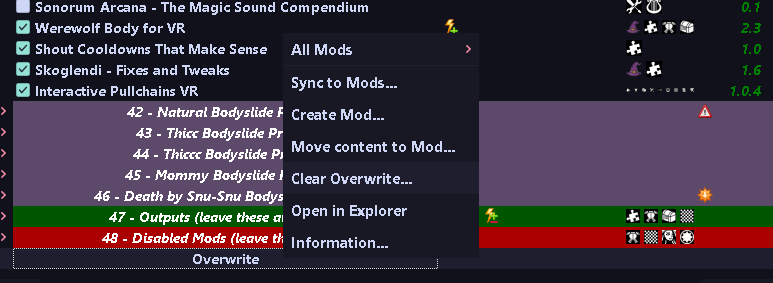 Sonorum Arcana - The Magic Sound Compendium 0.1
Werewolf Body for VR 2.3
Shout Cooldowns That Make Sense 1.0
Skoglendi - Fixes and Tweaks 1.6
Interactive Pullchains VR 1.0.4
42 - Natural Bodyslide
43 - Thicc Bodyslide
44 - Thiccc Bodyslide
45 - Mommy Bodyslide
46 - Death by Snu-Snu
47 - Outputs (leave these
48 - Disabled Mods (leave
Overwrite
All Mods
Sync to Mods...
Create Mod...
Move content to Mod...
Clear Overwrite...
Open in Explorer
Information...